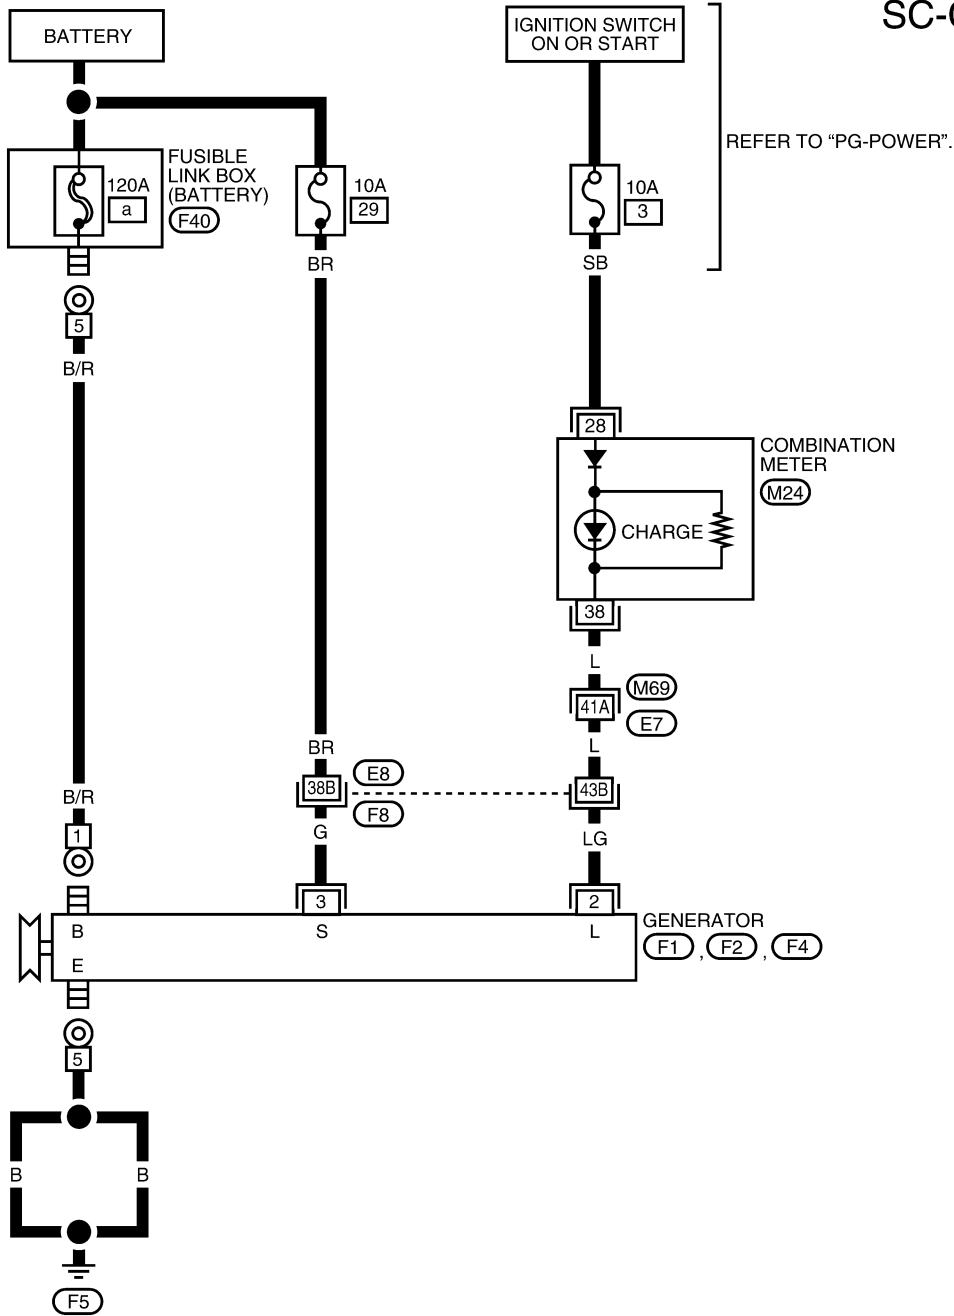 SC-
BATTERY
IGNITION SWITCH
ON OR START
REFER TO “PG-POWER”.
FUSIBLE
LINK BOX
(BATTERY)
F40
120A
a
10A
29
10A
3
BR
SB
5
B/R
28
COMBINATION
METER
M24
CHARGE
38
L
M69
41A
E7
L
BR
E8
38B
43B
F8
B/R
1
G
LG
3
2
GENERATOR
F1 , F2 , F4
B
S
L
E
5
B
B
F5